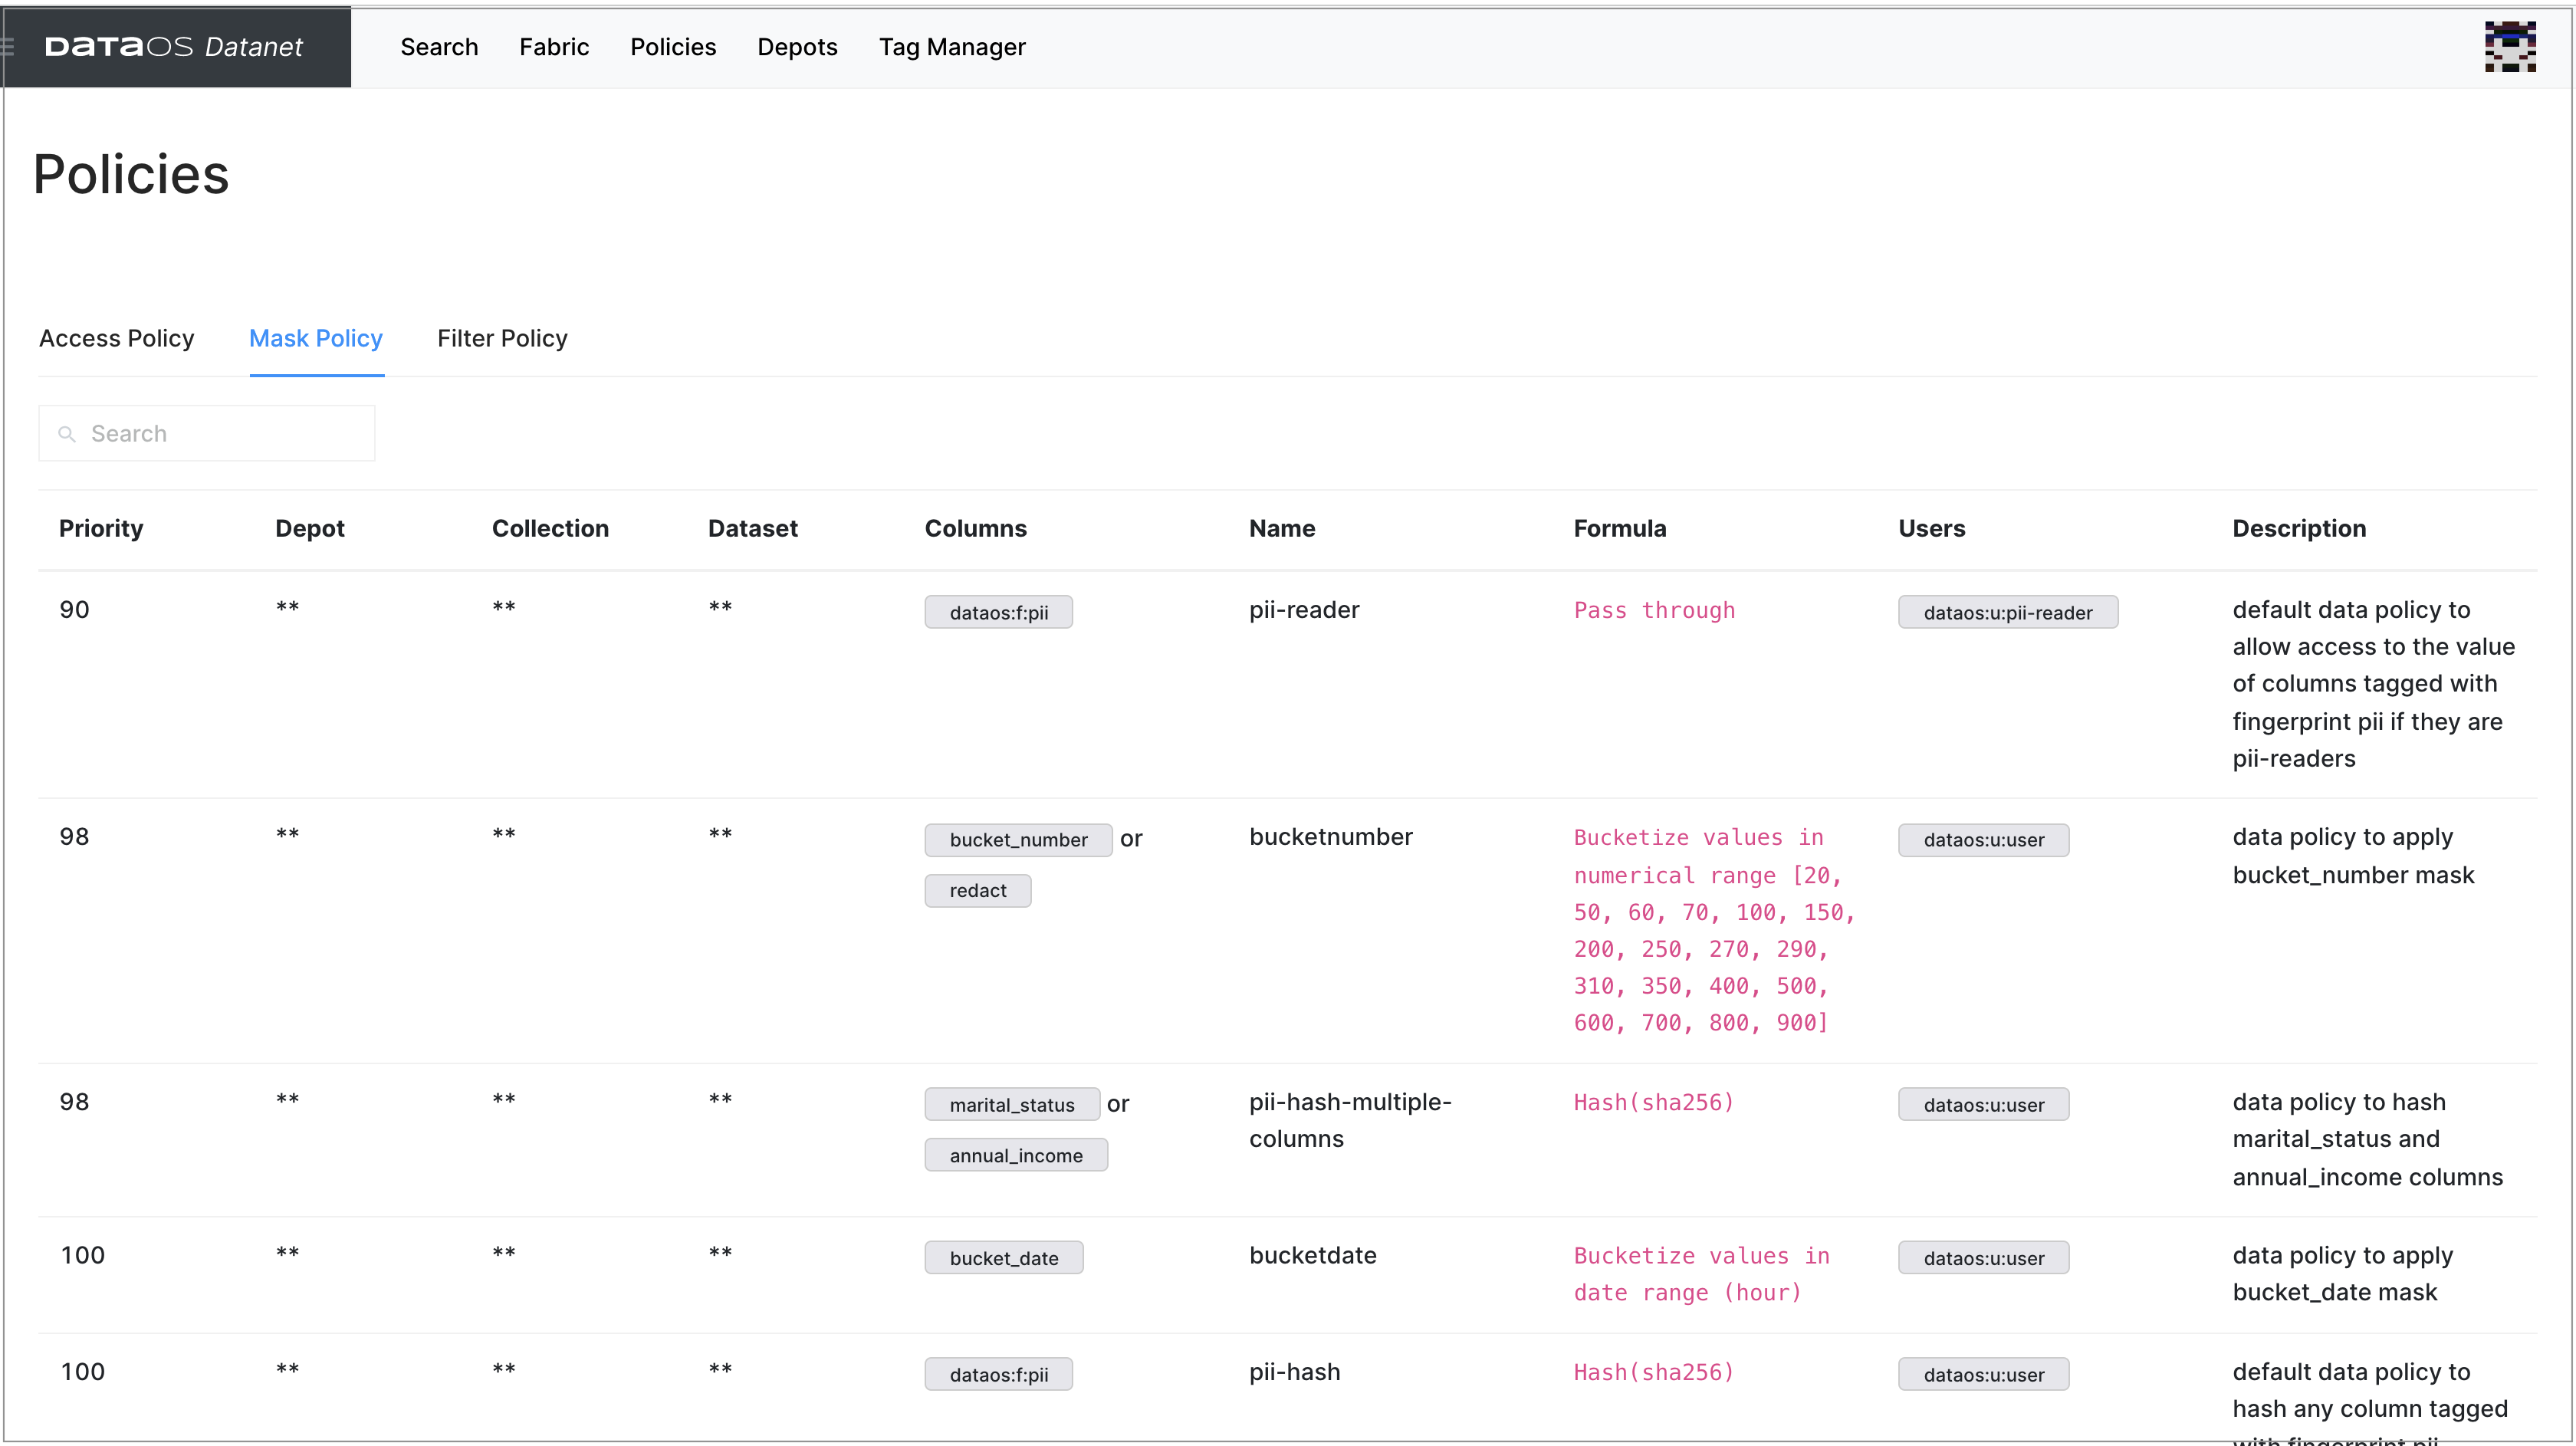 DATAOS Datanet Search Fabric Policies Depots Tag Manager
Policies
Access Policy Mask Policy Filter Policy
Search
Priority Depot Collection Dataset Columns Name Formula Users Description
90 ** ** ** dataos:f:pii pii-reader Pass through dataos:u:pii-reader default data policy to
allow access to the value
of columns tagged with
fingerprint pii if they are
pii-readers
98 ** ** ** bucket_number or bucketnumber Bucketize values in dataos:u:user data policy to apply
redact numerical range [20, bucket_number mask
50, 60, 70, 100, 150,
200, 250, 270, 290,
310, 350, 400, 500,
600, 700, 800, 900]
98 ** ** ** marital_status or pii-hash-multiple- Hash(sha256) dataos:u:user data policy to hash
annual_income columns marital_status and
annual_income columns
100 ** ** ** bucket_date bucketdate Bucketize values in dataos:u:user data policy to apply
date range (hour) bucket_date mask
100 ** ** ** dataos:f:pii pii-hash Hash(sha256) dataos:u:user default data policy to
hash any column tagged
with fingerprint pii